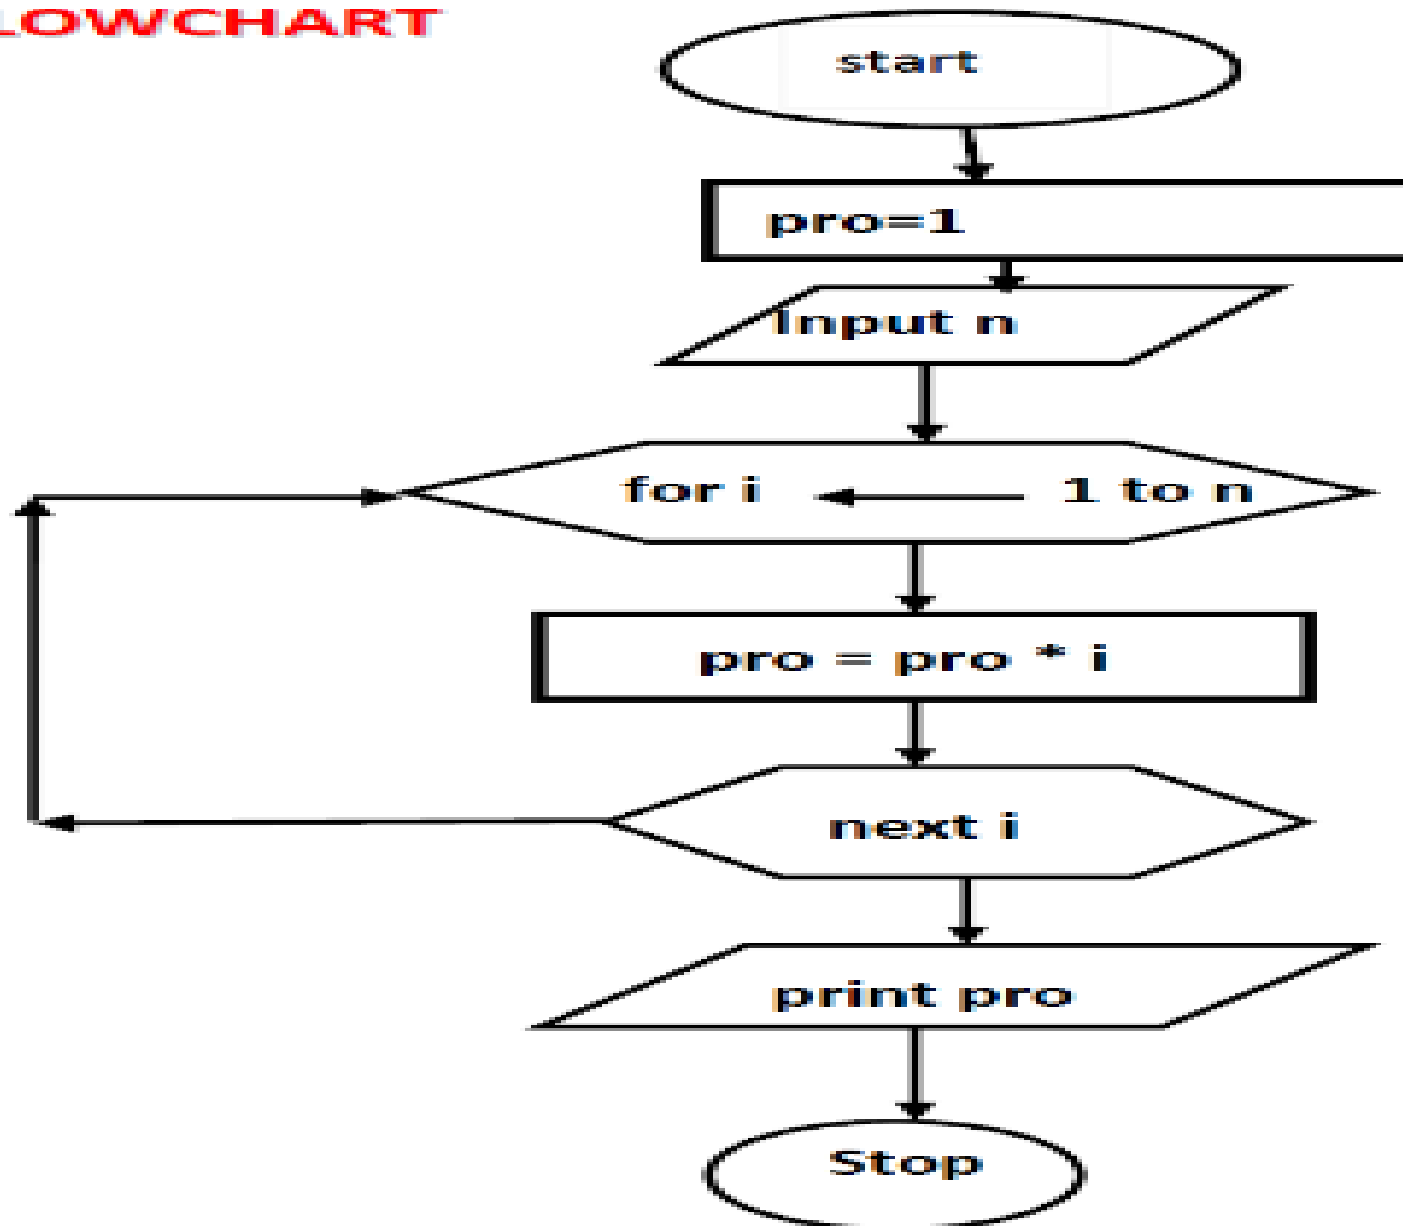 LOWCHART
start
pro=1
Input n
for i 1 to n
pro = pro * i
next i
print pro
Stop